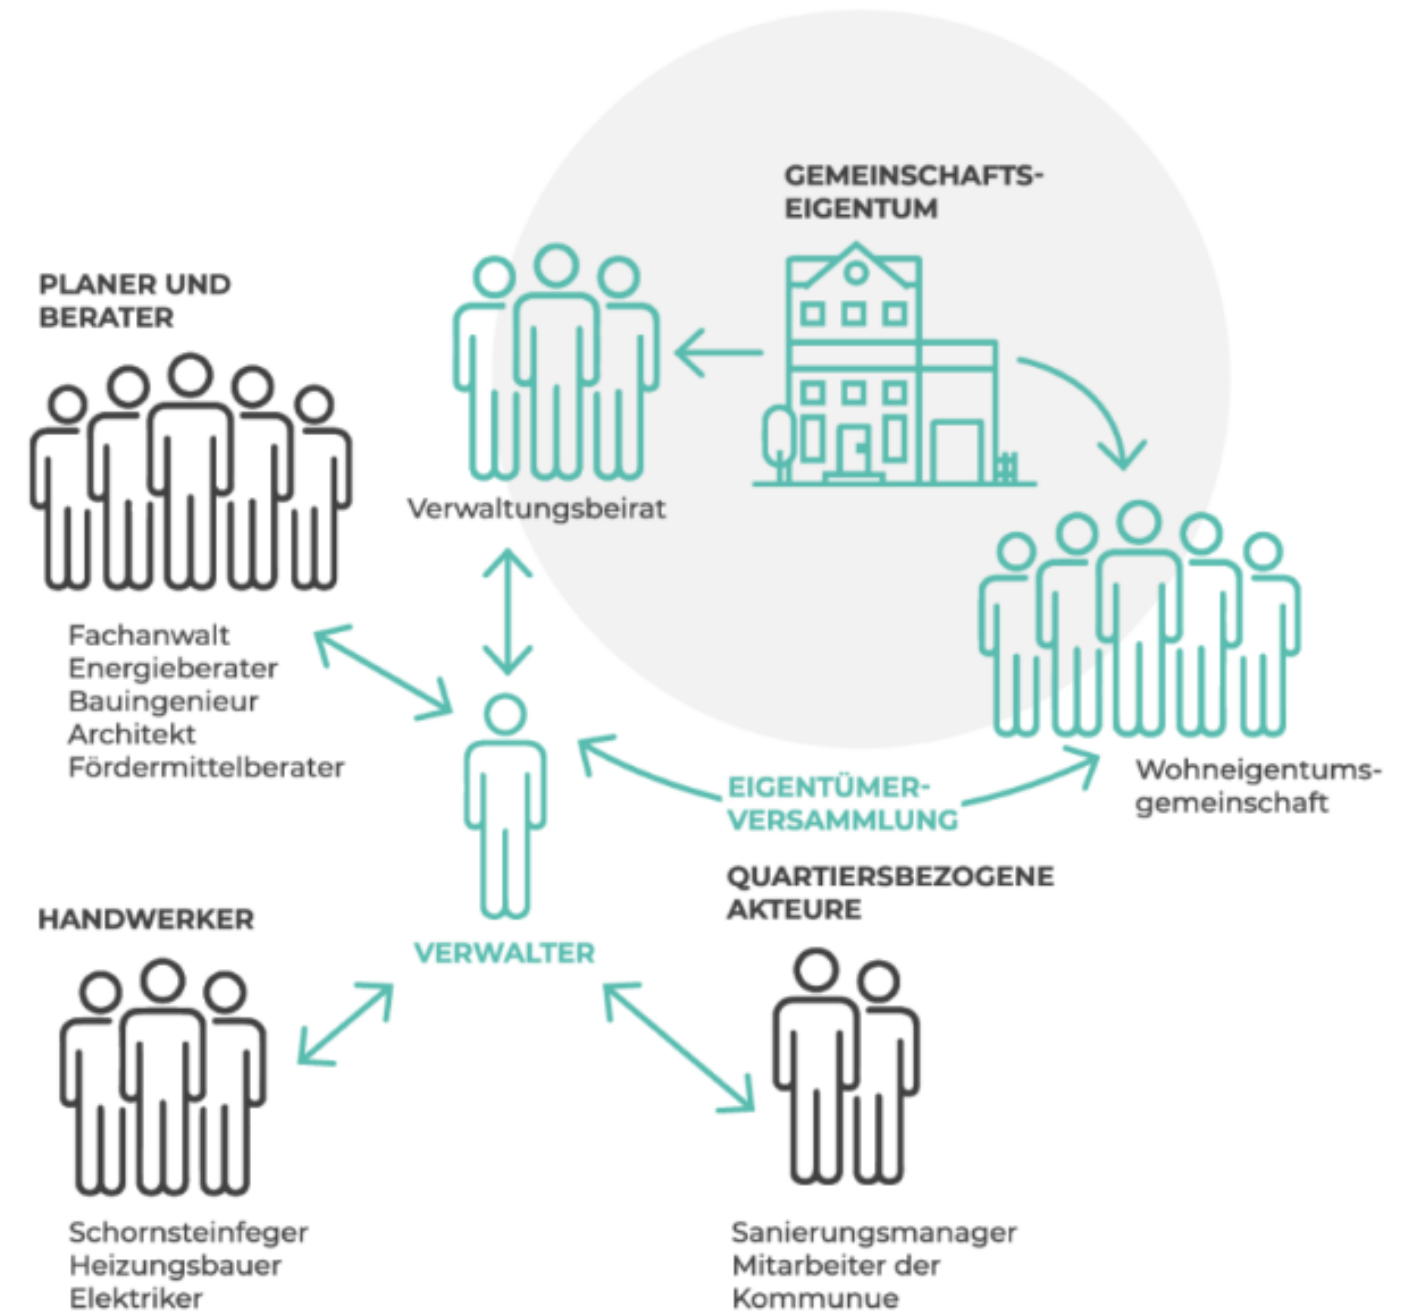 GEMEINSCHAFTS-
EIGENTUM
PLANER UND
BERATER
Verwaltungsbeirat
Fachanwalt
Energieberater
Bauingenieur
Architekt
Fördermittelberater
Wohneigentums-
gemeinschaft
EIGENTÜMER-
VERSAMMLUNG
VERWALTER
HANDWERKER
Schornsteinfeger
Heizungsbauer
Elektriker
QUARTIERSBEZOGENE
AKTEURE
Sanierungsmanager
Mitarbeiter der
Kommunue